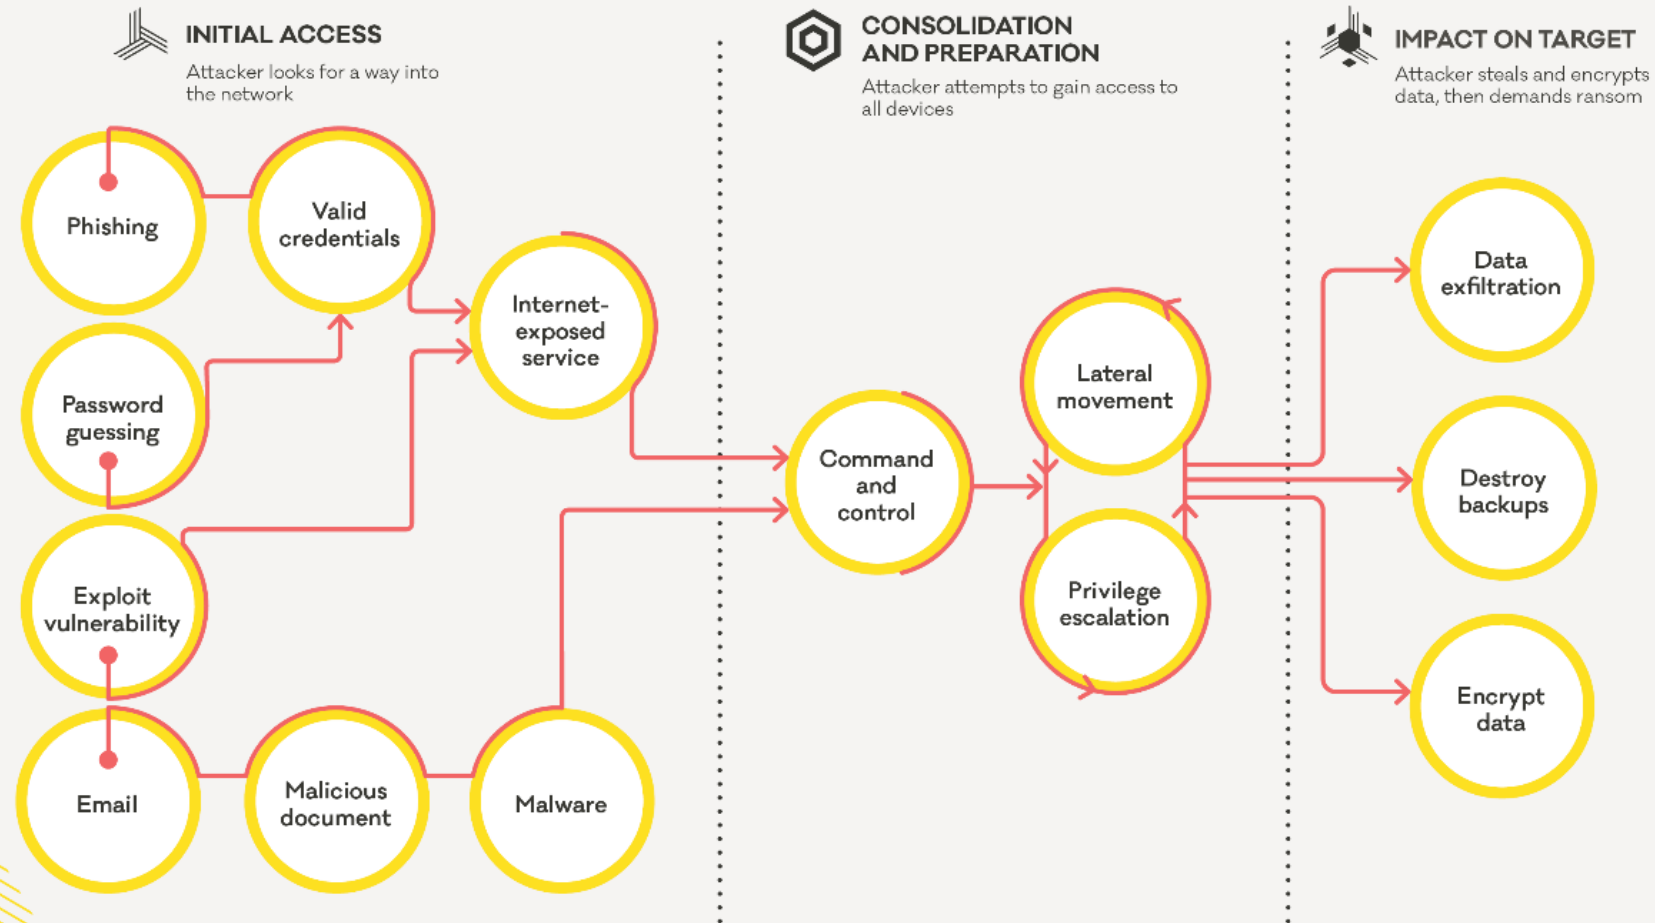 INITIAL ACCESS
Attacker looks for a way into
the network
CONSOLIDATION
AND PREPARATION
Attacker attempts to gain access to
all devices
IMPACT ON TARGET
Attacker steals and encrypts
data, then demands ransom
Phishing
Valid
credentials
Internet-
exposed
service
Password
guessing
Exploit
vulnerability
Email
Malicious
document
Malware
Command
and
control
Lateral
movement
Privilege
escalation
Data
exfiltration
Destroy
backups
Encrypt
data